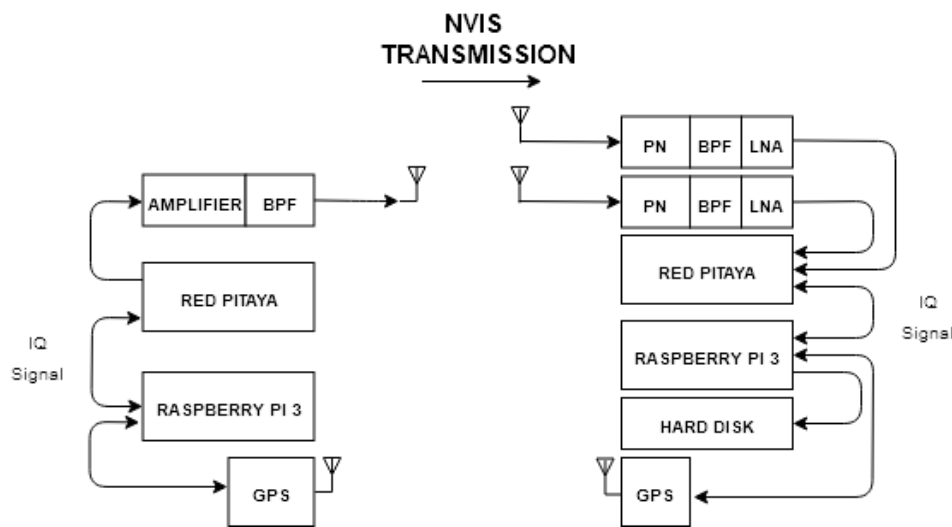 NVIS
TRANSMISSION
AMPLIFIER BPF
RED PITAYA
IQ
Signal
RASPBERRY PI 3
GPS
PN BPF LNA
PN BPF LNA
RED PITAYA
IQ
Signal
RASPBERRY PI 3
HARD DISK
GPS